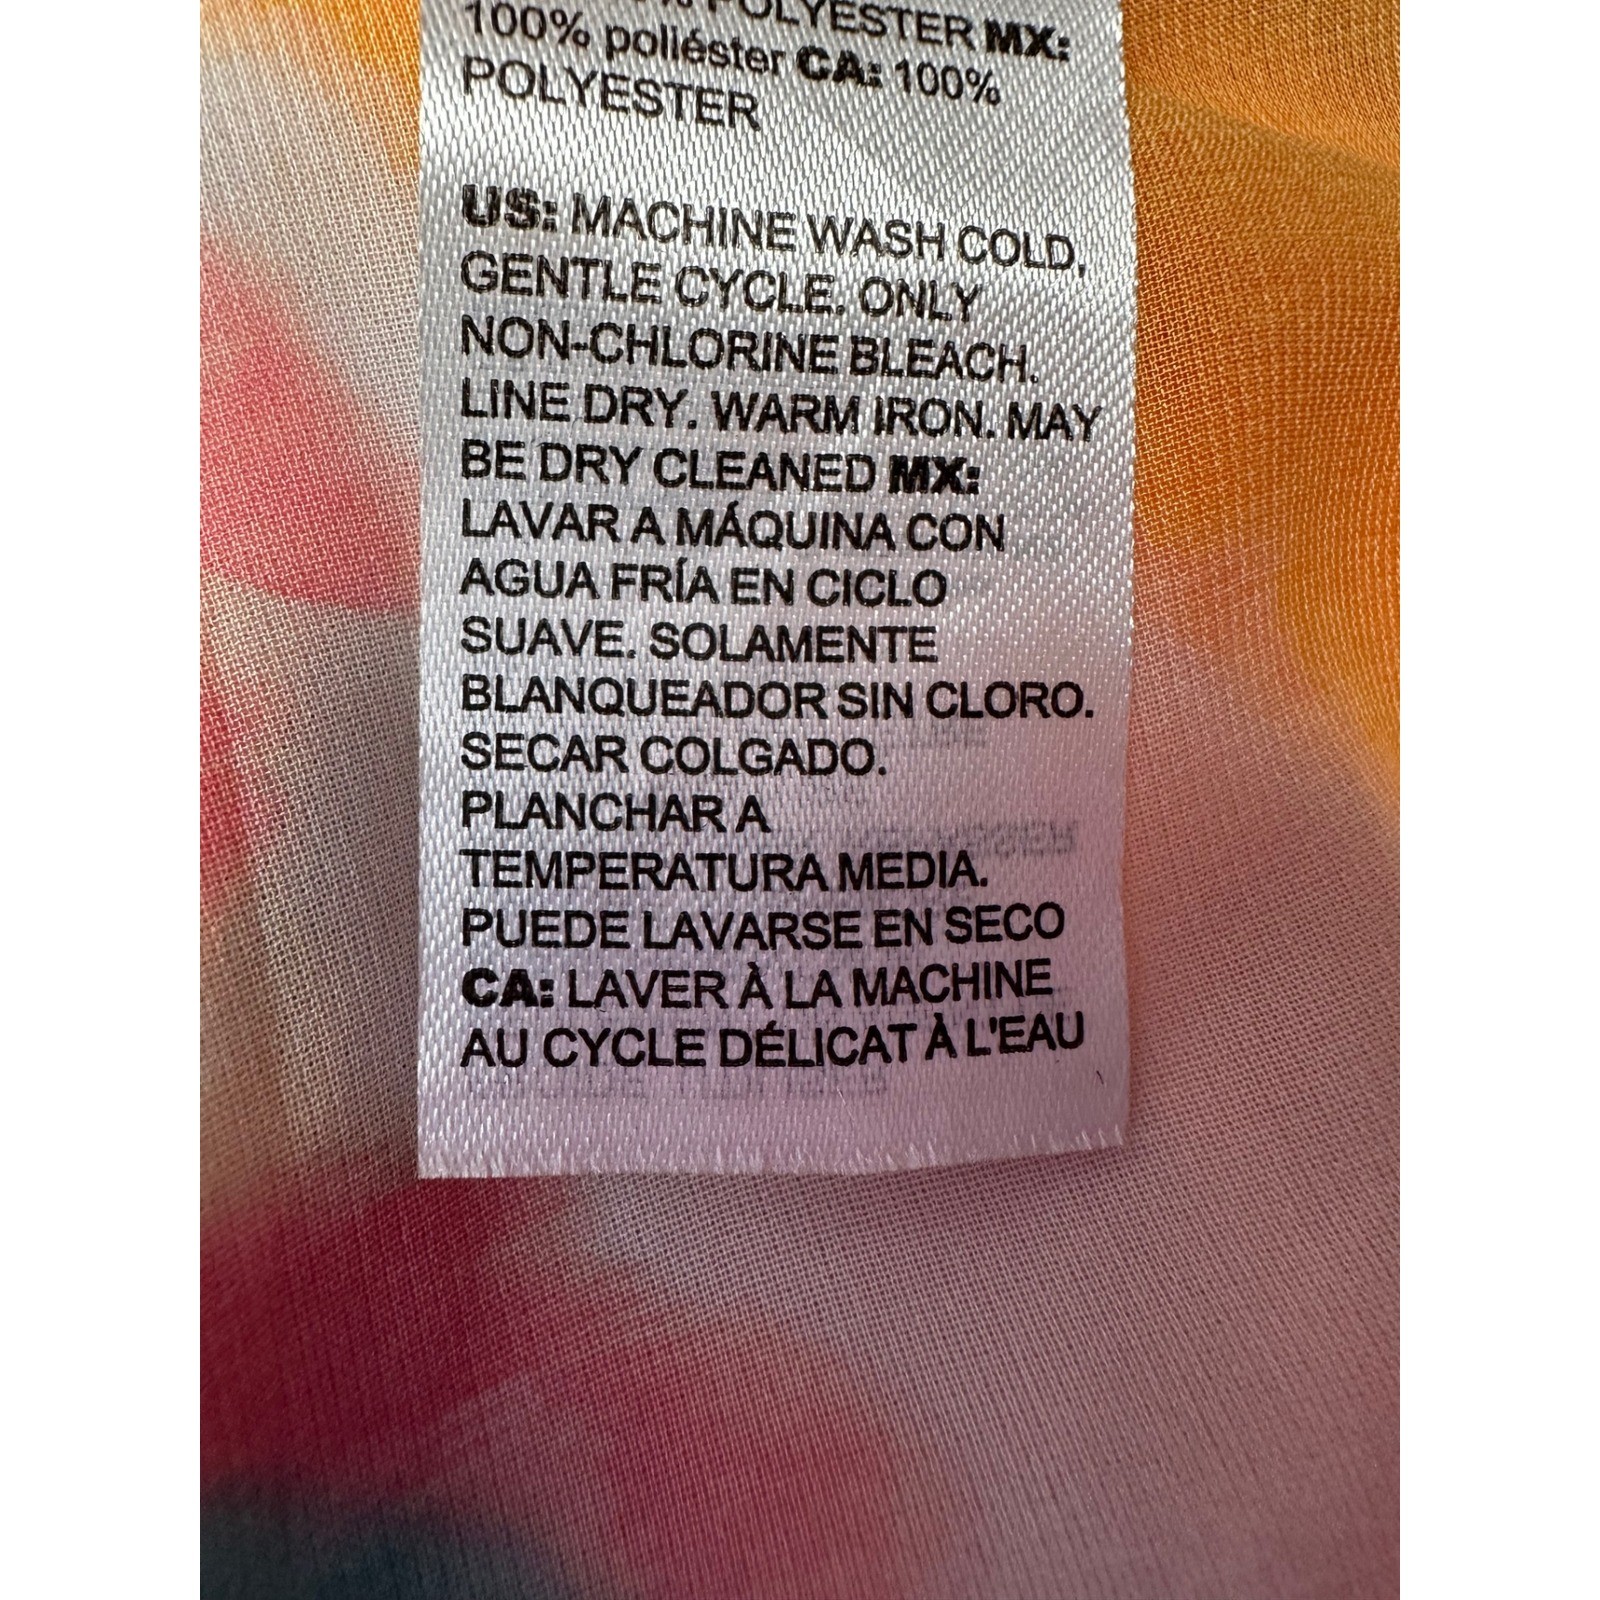 POLYESTER MX:
100% poliéster CA: 100%
POLYESTER
US: MACHINE WASH COLD,
GENTLE CYCLE. ONLY
NON-CHLORINE BLEACH.
LINE DRY. WARM IRON. MAY
BE DRY CLEANED MX:
LAVAR A MÁQUINA CON
AGUA FRÍA EN CICLO
SUAVE. SOLAMENTE
BLANQUEADOR SIN CLORO.
SECAR COLGADO.
PLANCHAR A
TEMPERATURA MEDIA.
PUEDE LAVARSE EN SECO
CA: LAVER À LA MACHINE
AU CYCLE DÉLICAT À L'EAU